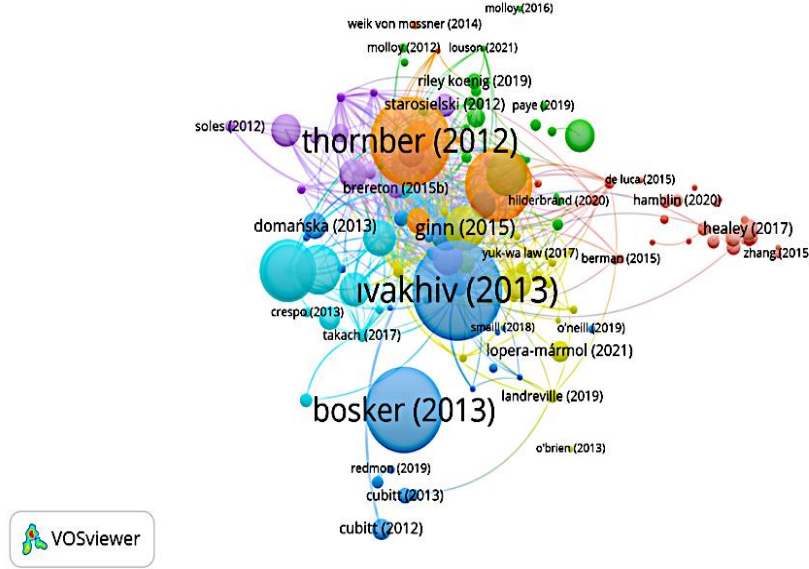 molloy (2016)
weik von mossner (2014)
molloy (2012)
louson (2021)
riley koenig (2019)
starosielski (2012)
paye (2019)
soles (2012)
thornber (2012)
de luca (2015)
brereton (2015b)
hilderbrand (2020)
hamblin (2020)
domańska (2013)
ginn (2015)
healey (2017)
yuk-wa law (2017)
berman (2015)
zhang (2015
ivakhiv (2013)
crespo (2013)
smaill (2018)
o'neill (2019)
takach (2017)
lopera-mármol (2021)
landreville (2019)
bosker (2013)
o'brien (2013)
redmon (2019)
cubitt (2013)
cubitt (2012)
VOSviewer